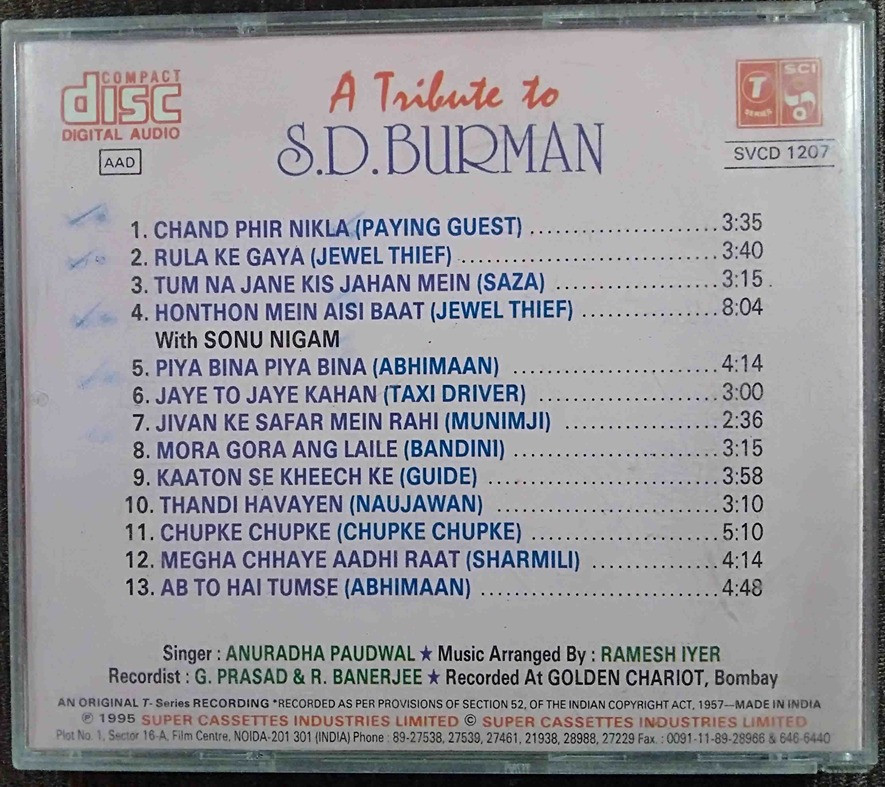 COMPACT
disc
DIGITAL AUDIO
AAD
A Tribute to
S.D.BURMAN
T
SERIES
SCI
SVCD 1207
1. CHAND PHIR NIKLA (PAYING GUEST) ........................ 3:35
2. RULA KE GAYA (JEWEL THIEF) ................................. 3:40
3. TUM NA JANE KIS JAHAN MEIN (SAZA) .................... 3:15
4. HONTHON MEIN AISI BAAT (JEWEL THIEF) ................. 8:04
With SONU NIGAM
5. PIYA BINA PIYA BINA (ABHIMAAN) ............................ 4:14
6. JAYE TO JAYE KAHAN (TAXI DRIVER) ....................... 3:00
7. JIVAN KE SAFAR MEIN RAHI (MUNIMJI) .................... 2:36
8. MORA GORA ANG LAILE (BANDINI) .......................... 3:15
9. KAATON SE KHEECH KE (GUIDE) ............................. 3:58
10. THANDI HAVAYEN (NAUJAWAN) ............................ 3:10
11. CHUPKE CHUPKE (CHUPKE CHUPKE) ........................ 5:10
12. MEGHA CHHAYE AADHI RAAT (SHARMILI) ................ 4:14
13. AB TO HAI TUMSE (ABHIMAAN) .............................. 4:48
Singer : ANURADHA PAUDWAL ★ Music Arranged By : RAMESH IYER
Recordist : G. PRASAD & R. BANERJEE ★ Recorded At GOLDEN CHARIOT, Bombay
AN ORIGINAL T- Series RECORDING *RECORDED AS PER PROVISIONS OF SECTION 52, OF THE INDIAN COPYRIGHT ACT, 1957—MADE IN INDIA
℗ 1995 SUPER CASSETTES INDUSTRIES LIMITED © SUPER CASSETTES INDUSTRIES LIMITED
Plot No. 1, Sector 16-A, Film Centre, NOIDA-201 301 (INDIA) Phone : 89-27538, 27539, 27461, 21938, 28988, 27229 Fax. : 0091-11-89-28966 & 646-6440